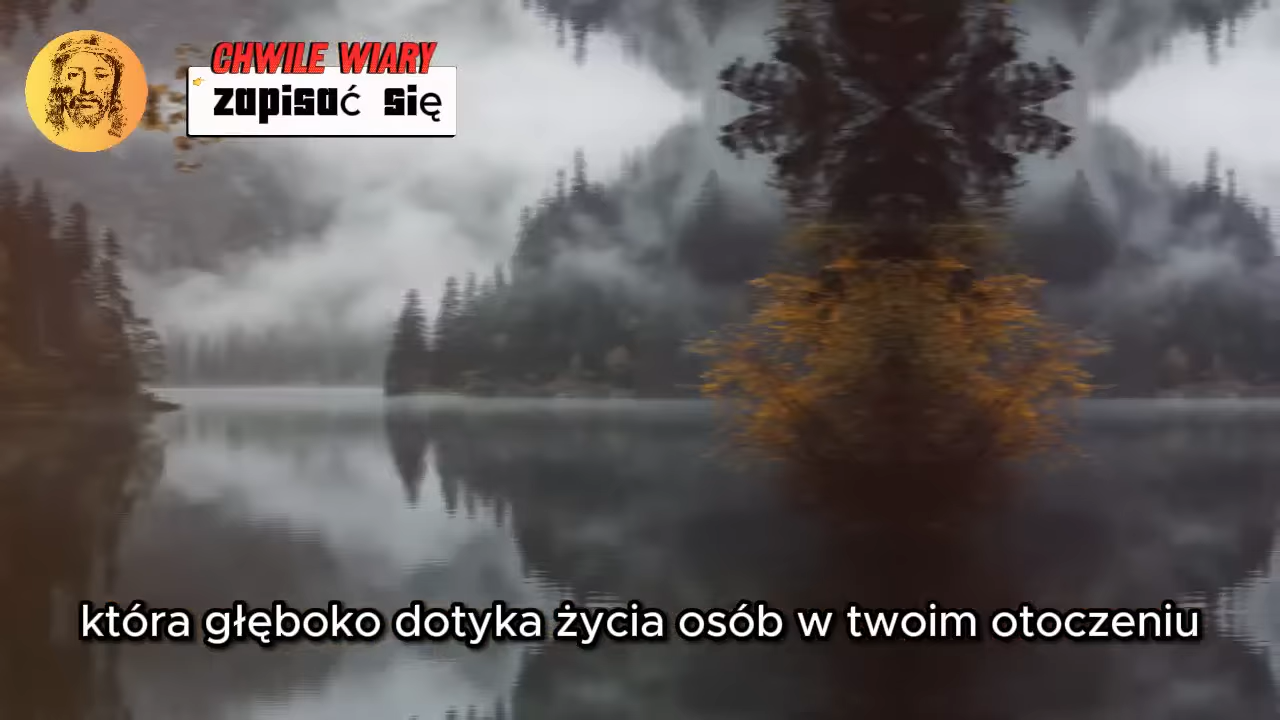 CHWILE WIARY
zapisać się
która głęboko dotyka życia osób w twoim otoczeniu